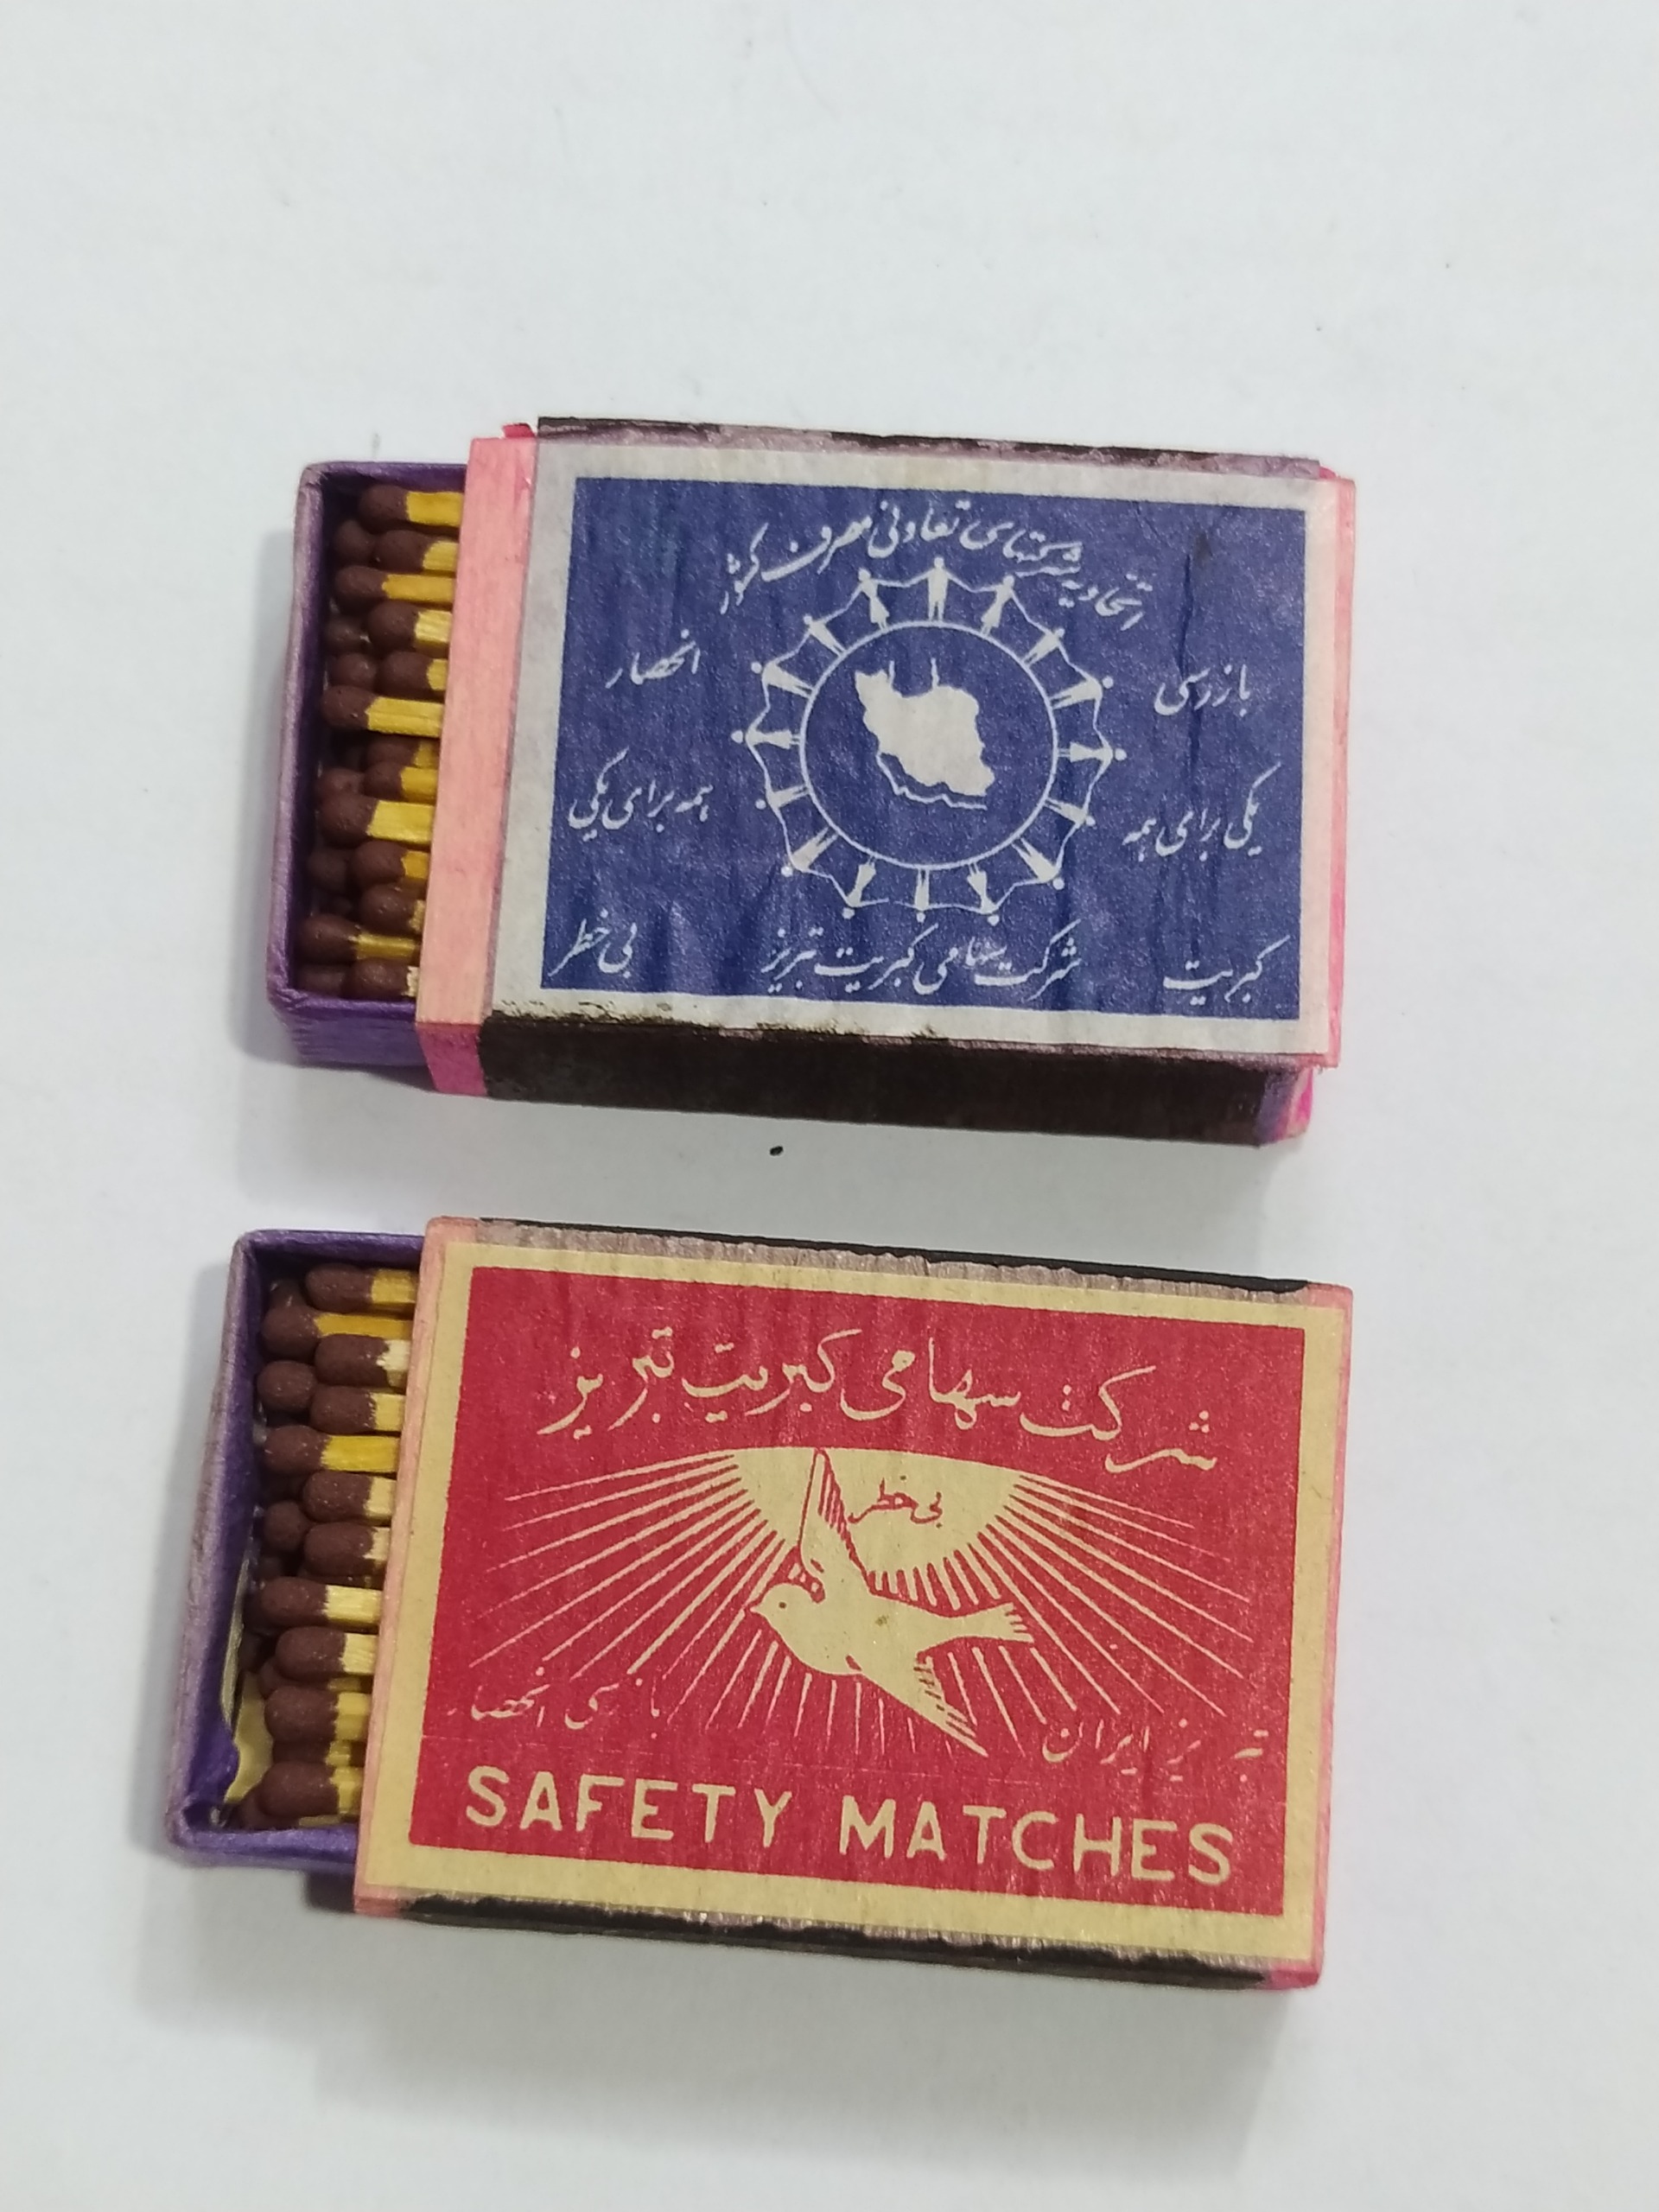 اتحادیه شرکتهای تعاونی مصرف کشور
بازرسی انحصار
یکی برای همه همه برای یکی
کبریت شرکت سهامی کبریت تبریز بی خطر
شرکت سهامی کبریت تبریز
بی خطر
تبریز ایران بازرسی انحصا
SAFETY MATCHES